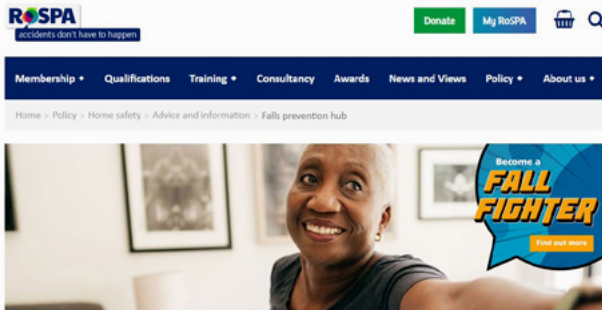 RoSPA
accidents don't have to happen
Donate
My RoSPA
Membership
Qualifications
Training
Consultancy
Awards
News and Views
Policy
About us
Home > Policy > Home safety > Advice and information > Falls prevention hub
Become a
FALL
FIGHTER
Find out more